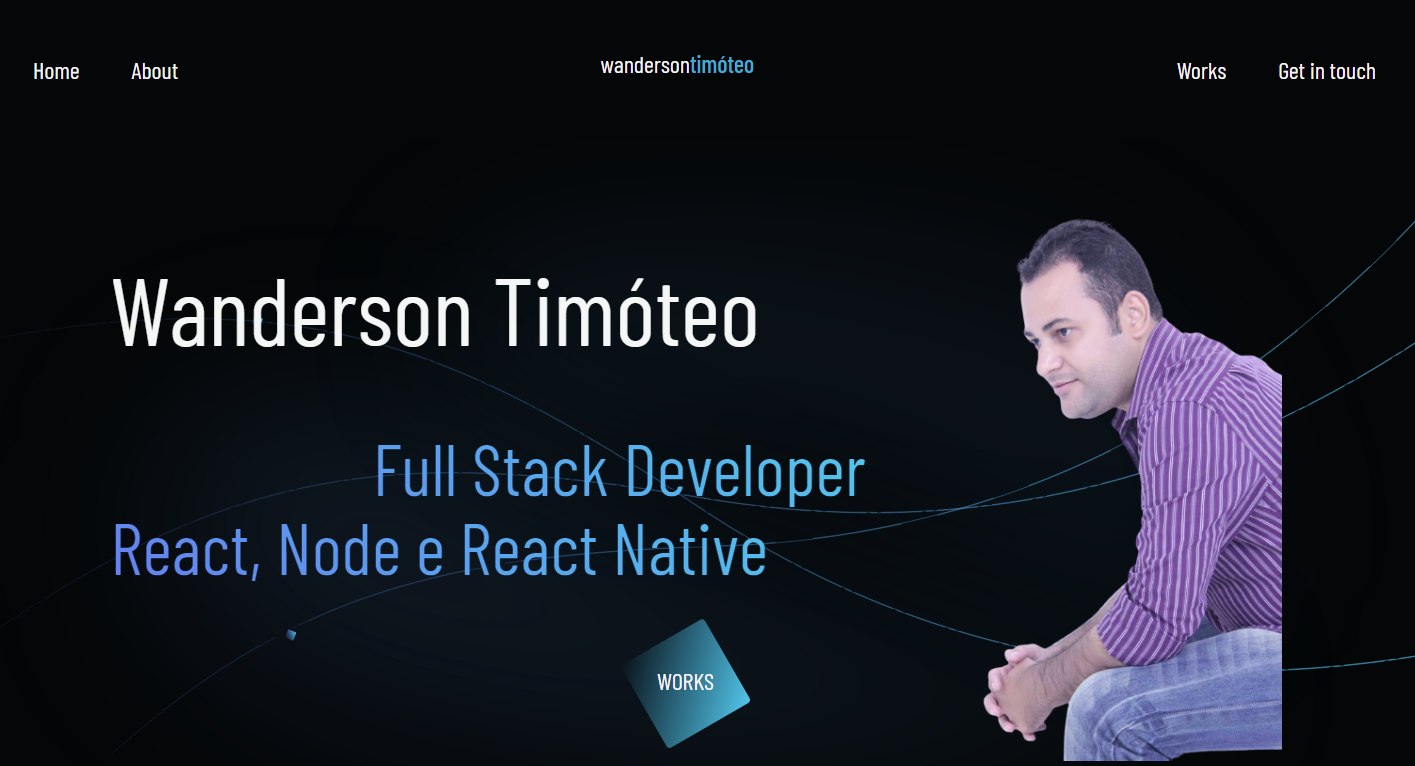 Home
About
wandersontimóteo
Works
Get in touch
Wanderson Timóteo
Full Stack Developer
React, Node e React Native
WORKS